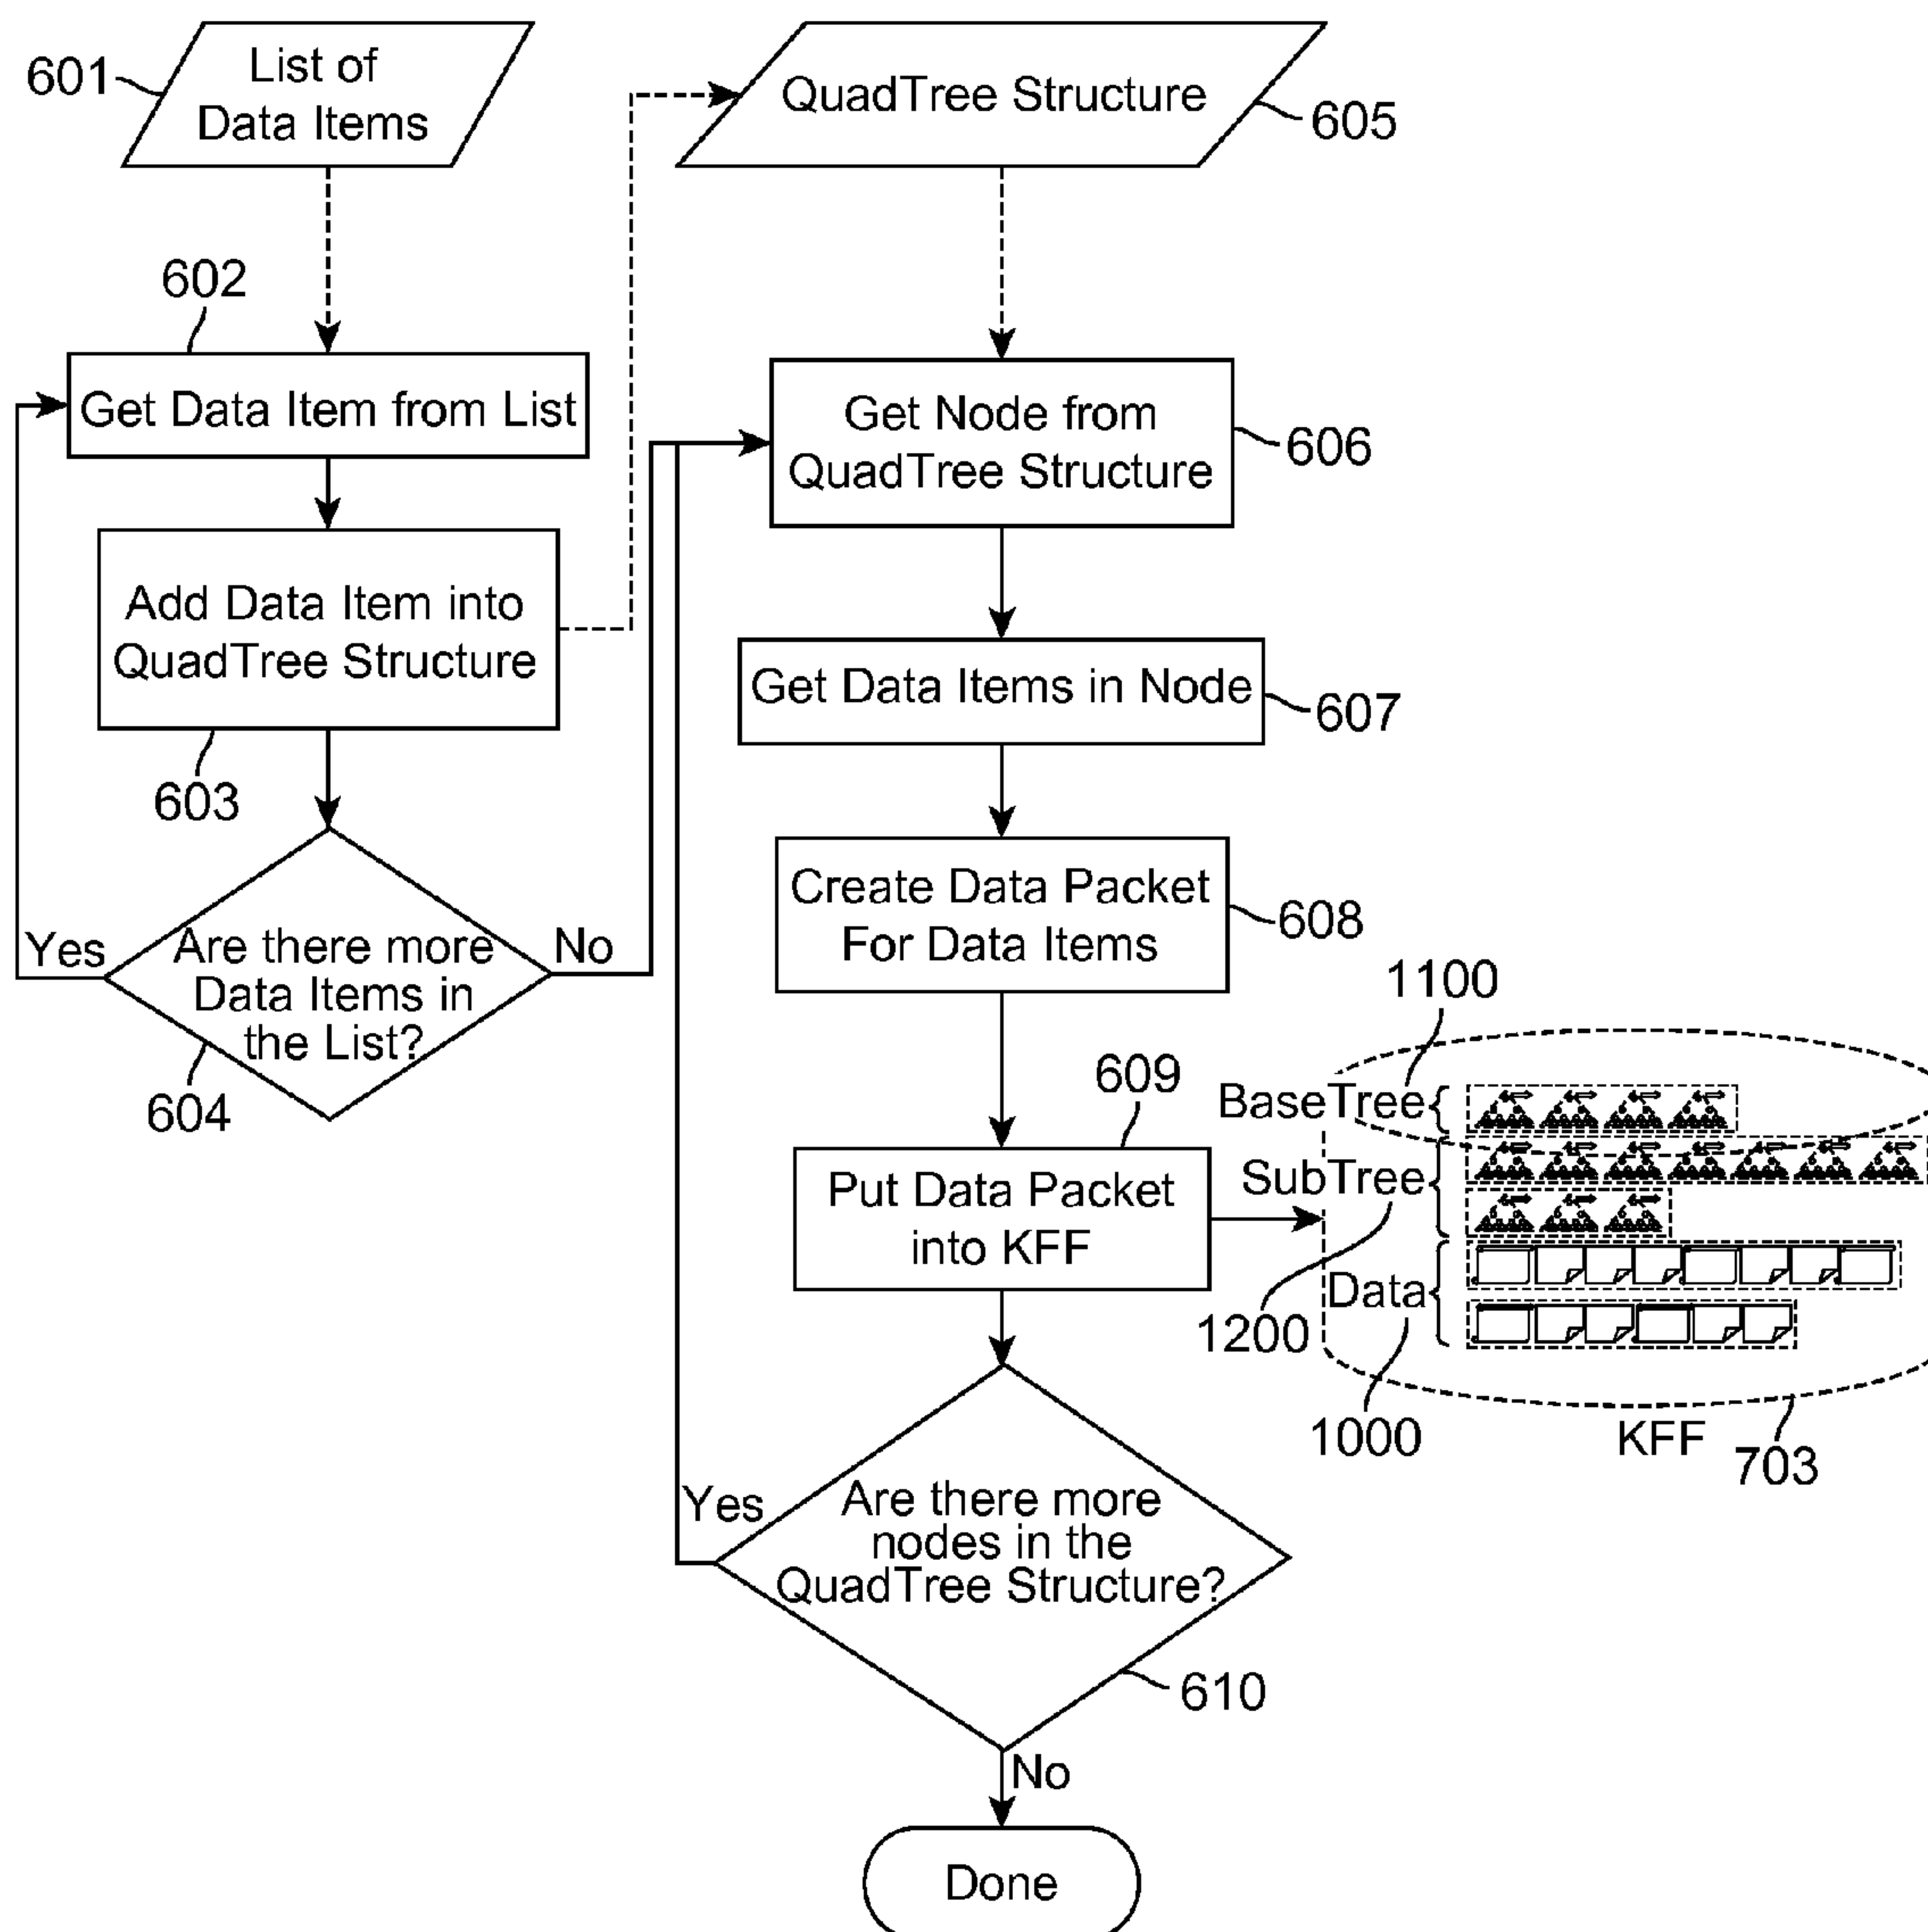 601
List of
Data Items
QuadTree Structure
605
602
Get Data Item from List
Add Data Item into
QuadTree Structure
603
Are there more
Data Items in
the List?
Yes
No
604
Get Node from
QuadTree Structure
606
Get Data Items in Node
607
Create Data Packet
For Data Items
608
609
Put Data Packet
into KFF
1100
BaseTree
SubTree
Data
1200
1000
KFF
703
Are there more
nodes in the
QuadTree Structure?
Yes
610
No
Done